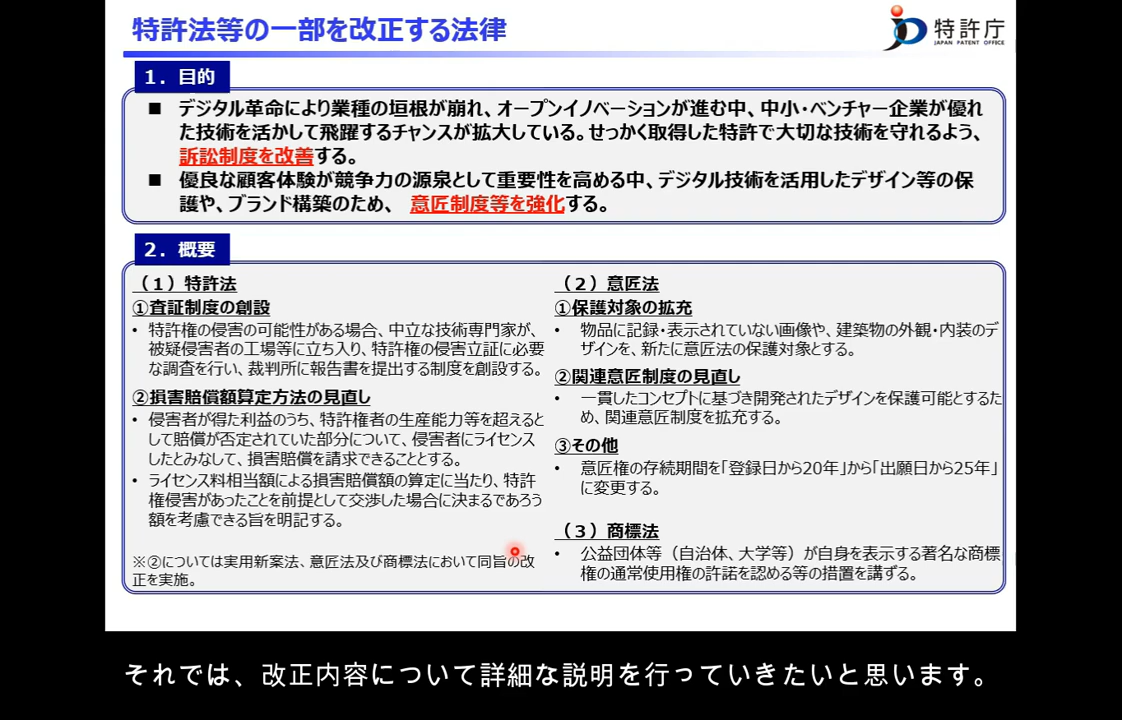 特許法等の一部を改正する法律
特許庁
JAPAN PATENT OFFICE
1．目的
■ デジタル革命により業種の垣根が崩れ、オープンイノベーションが進む中、中小・ベンチャー企業が優れ
た技術を活かして飛躍するチャンスが拡大している。せっかく取得した特許で大切な技術を守れるよう、
訴訟制度を改善する。
■ 優良な顧客体験が競争力の源泉として重要性を高める中、デジタル技術を活用したデザイン等の保
護や、ブランド構築のため、 意匠制度等を強化する。
2．概要
（1）特許法
①査証制度の創設
• 特許権の侵害の可能性がある場合、中立な技術専門家が、
被疑侵害者の工場等に立ち入り、特許権の侵害立証に必要
な調査を行い、裁判所に報告書を提出する制度を創設する。
②損害賠償額算定方法の見直し
• 侵害者が得た利益のうち、特許権者の生産能力等を超えると
して賠償が否定されていた部分について、侵害者にライセンス
したとみなして、損害賠償を請求できることとする。
• ライセンス料相当額による損害賠償額の算定に当たり、特許
権侵害があったことを前提として交渉した場合に決まるであろう
額を考慮できる旨を明記する。
※②については実用新案法、意匠法及び商標法において同旨の改
正を実施。
（2）意匠法
①保護対象の拡充
• 物品に記録・表示されていない画像や、建築物の外観・内装のデ
ザインを、新たに意匠法の保護対象とする。
②関連意匠制度の見直し
• 一貫したコンセプトに基づき開発されたデザインを保護可能とするた
め、関連意匠制度を拡充する。
③その他
• 意匠権の存続期間を「登録日から20年」から「出願日から25年」
に変更する。
（3）商標法
• 公益団体等（自治体、大学等）が自身を表示する著名な商標
権の通常使用権の許諾を認める等の措置を講ずる。
それでは、改正内容について詳細な説明を行っていきたいと思います。